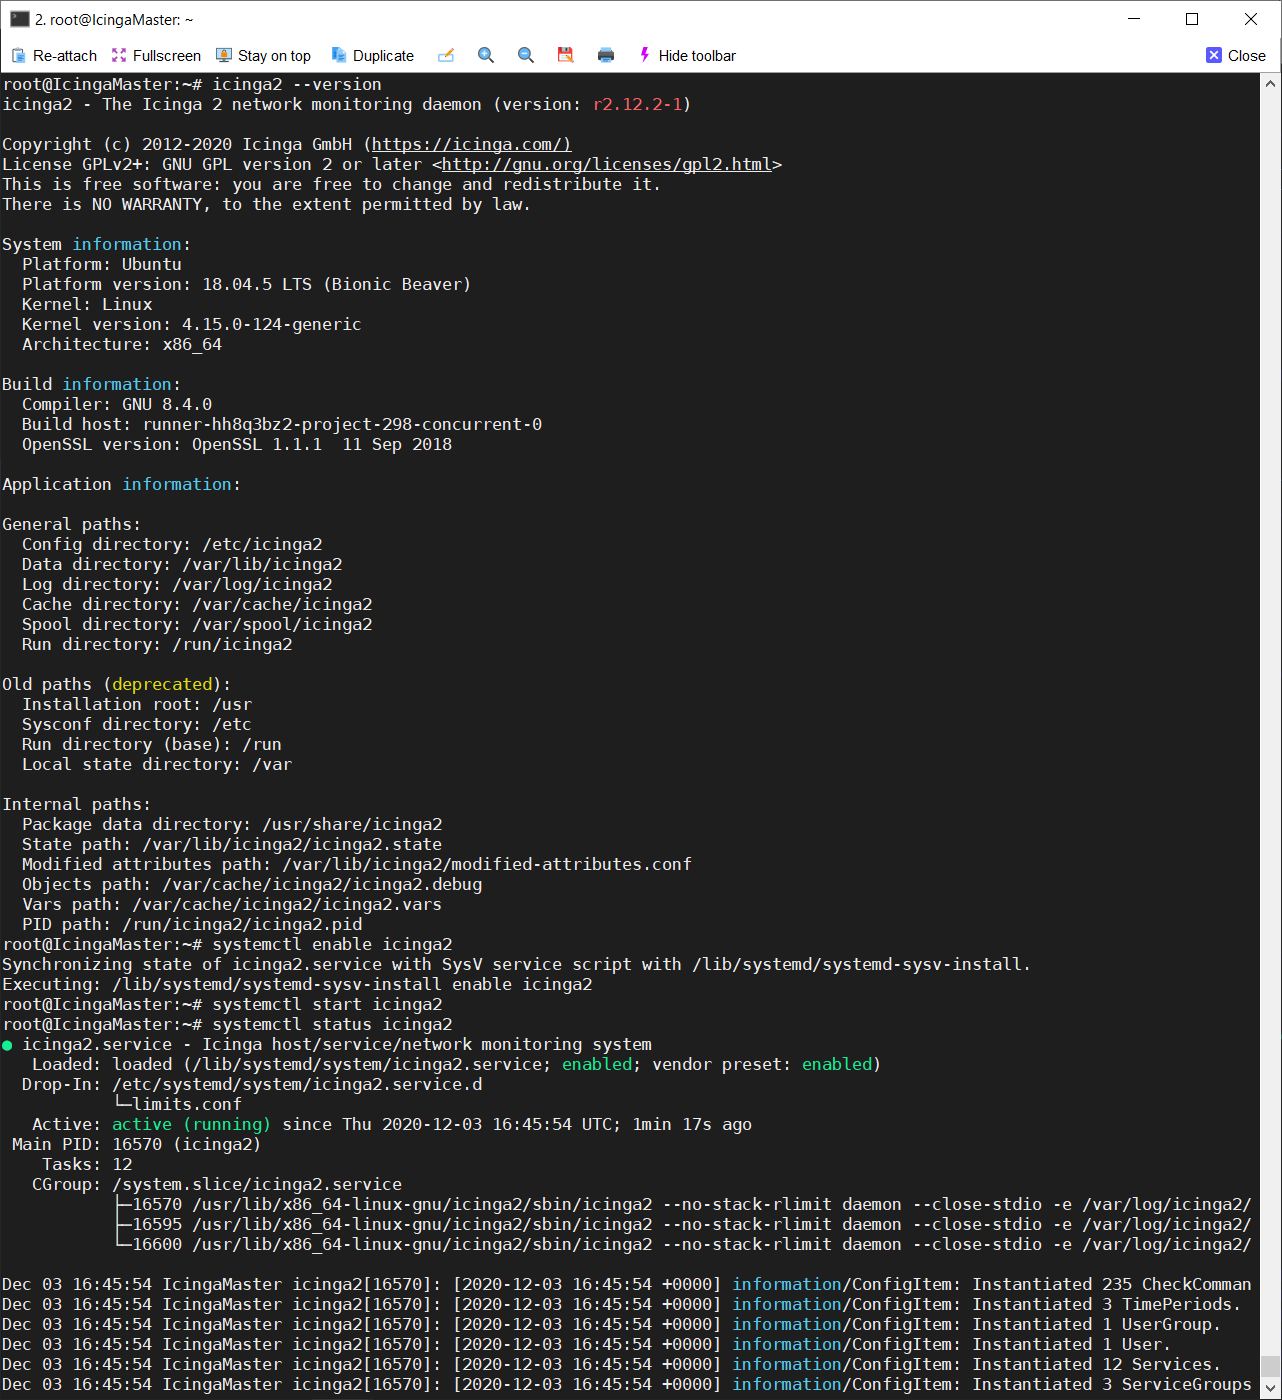 2. root@IcingaMaster: ~
Re-attach Fullscreen Stay on top Duplicate Hide toolbar Close
root@IcingaMaster:~# icinga2 --version
icinga2 - The Icinga 2 network monitoring daemon (version: r2.12.2-1)
Copyright (c) 2012-2020 Icinga GmbH (https://icinga.com/)
License GPLv2+: GNU GPL version 2 or later <http://gnu.org/licenses/gpl2.html>
This is free software: you are free to change and redistribute it.
There is NO WARRANTY, to the extent permitted by law.
System information:
  Platform: Ubuntu
  Platform version: 18.04.5 LTS (Bionic Beaver)
  Kernel: Linux
  Kernel version: 4.15.0-124-generic
  Architecture: x86_64
Build information:
  Compiler: GNU 8.4.0
  Build host: runner-hh8q3bz2-project-298-concurrent-0
  OpenSSL version: OpenSSL 1.1.1  11 Sep 2018
Application information:
General paths:
  Config directory: /etc/icinga2
  Data directory: /var/lib/icinga2
  Log directory: /var/log/icinga2
  Cache directory: /var/cache/icinga2
  Spool directory: /var/spool/icinga2
  Run directory: /run/icinga2
Old paths (deprecated):
  Installation root: /usr
  Sysconf directory: /etc
  Run directory (base): /run
  Local state directory: /var
Internal paths:
  Package data directory: /usr/share/icinga2
  State path: /var/lib/icinga2/icinga2.state
  Modified attributes path: /var/lib/icinga2/modified-attributes.conf
  Objects path: /var/cache/icinga2/icinga2.debug
  Vars path: /var/cache/icinga2/icinga2.vars
  PID path: /run/icinga2/icinga2.pid
root@IcingaMaster:~# systemctl enable icinga2
Synchronizing state of icinga2.service with SysV service script with /lib/systemd/systemd-sysv-install.
Executing: /lib/systemd/systemd-sysv-install enable icinga2
root@IcingaMaster:~# systemctl start icinga2
root@IcingaMaster:~# systemctl status icinga2
● icinga2.service - Icinga host/service/network monitoring system
   Loaded: loaded (/lib/systemd/system/icinga2.service; enabled; vendor preset: enabled)
  Drop-In: /etc/systemd/system/icinga2.service.d
           └─limits.conf
   Active: active (running) since Thu 2020-12-03 16:45:54 UTC; 1min 17s ago
 Main PID: 16570 (icinga2)
    Tasks: 12
   CGroup: /system.slice/icinga2.service
           ├─16570 /usr/lib/x86_64-linux-gnu/icinga2/sbin/icinga2 --no-stack-rlimit daemon --close-stdio -e /var/log/icinga2/
           ├─16595 /usr/lib/x86_64-linux-gnu/icinga2/sbin/icinga2 --no-stack-rlimit daemon --close-stdio -e /var/log/icinga2/
           └─16600 /usr/lib/x86_64-linux-gnu/icinga2/sbin/icinga2 --no-stack-rlimit daemon --close-stdio -e /var/log/icinga2/
Dec 03 16:45:54 IcingaMaster icinga2[16570]: [2020-12-03 16:45:54 +0000] information/ConfigItem: Instantiated 235 CheckComman
Dec 03 16:45:54 IcingaMaster icinga2[16570]: [2020-12-03 16:45:54 +0000] information/ConfigItem: Instantiated 3 TimePeriods.
Dec 03 16:45:54 IcingaMaster icinga2[16570]: [2020-12-03 16:45:54 +0000] information/ConfigItem: Instantiated 1 UserGroup.
Dec 03 16:45:54 IcingaMaster icinga2[16570]: [2020-12-03 16:45:54 +0000] information/ConfigItem: Instantiated 1 User.
Dec 03 16:45:54 IcingaMaster icinga2[16570]: [2020-12-03 16:45:54 +0000] information/ConfigItem: Instantiated 12 Services.
Dec 03 16:45:54 IcingaMaster icinga2[16570]: [2020-12-03 16:45:54 +0000] information/ConfigItem: Instantiated 3 ServiceGroups